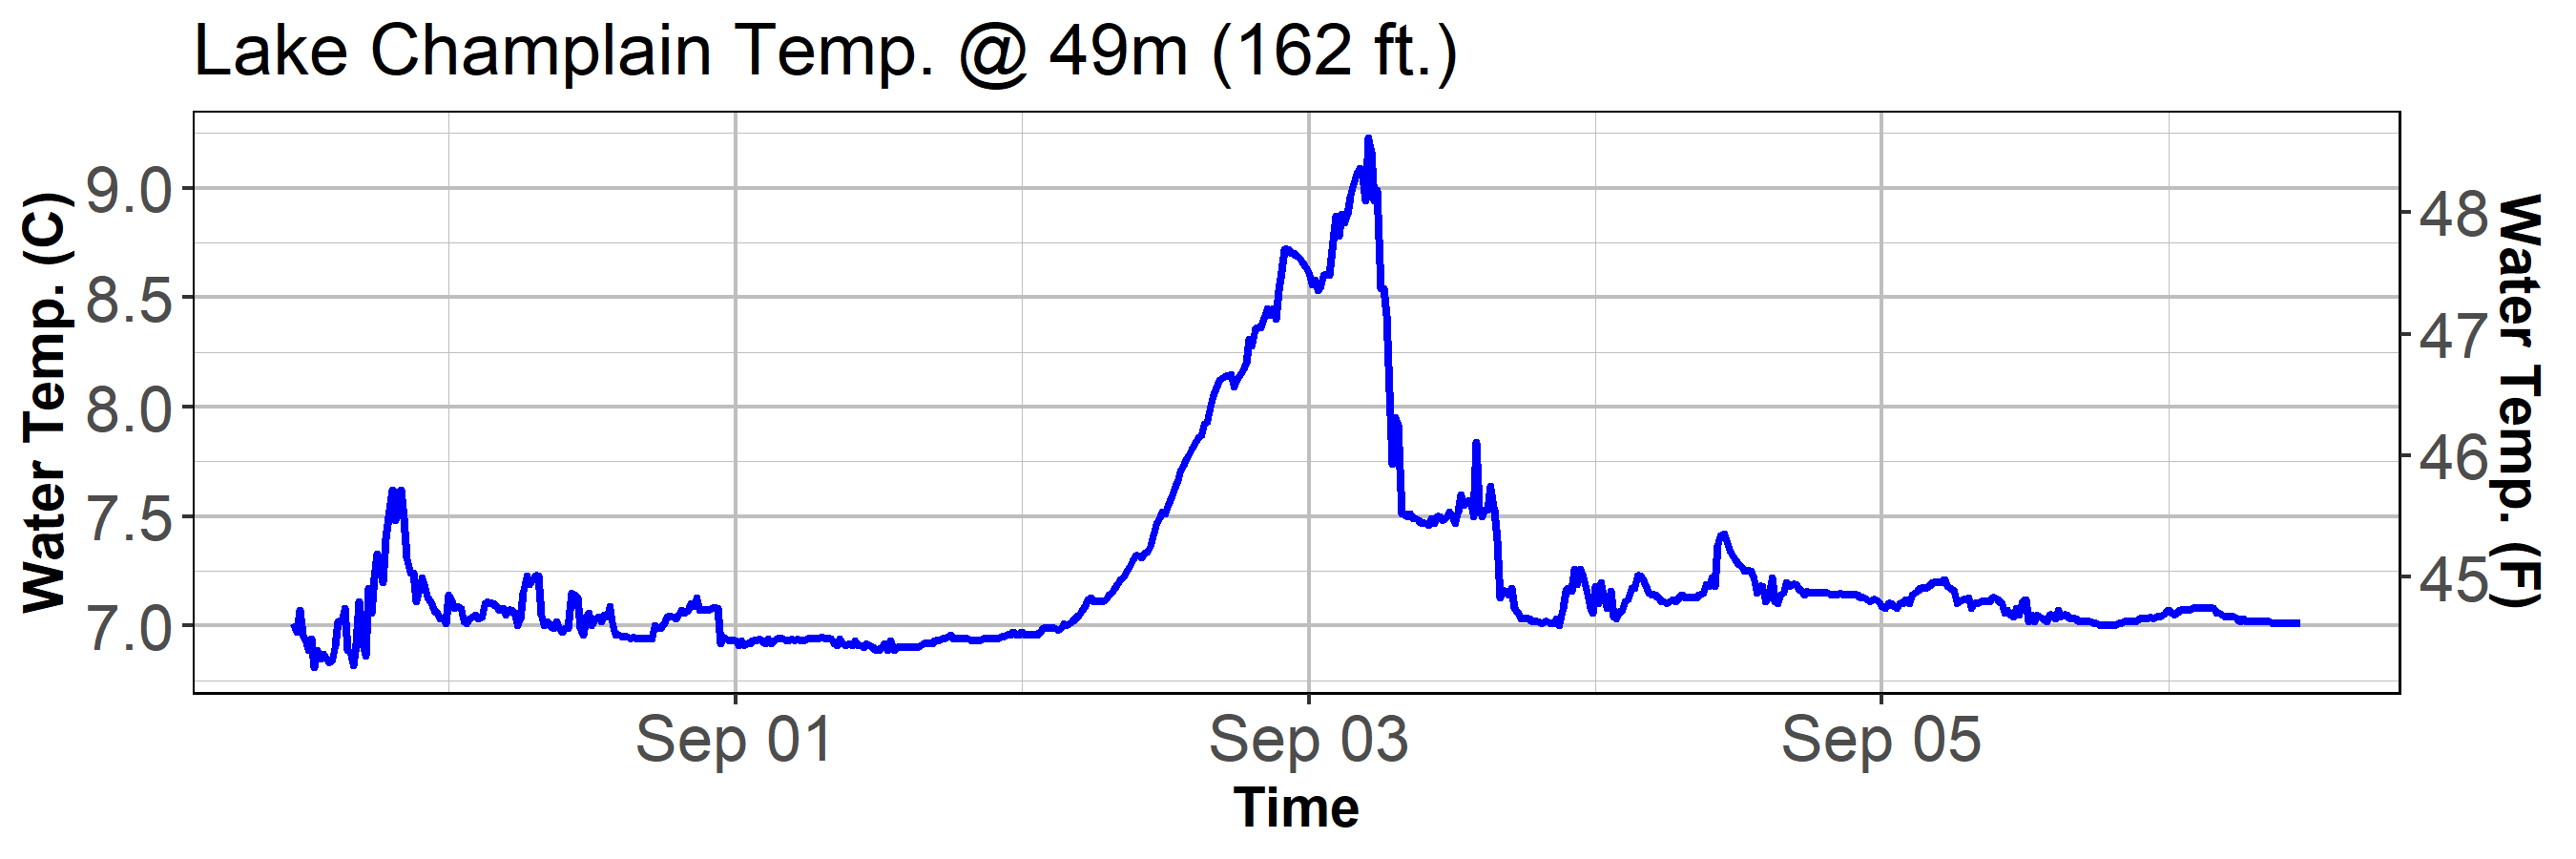 Lake Champlain Temp. @ 49m (162 ft.)
Water Temp. (C)
9.0
8.5
8.0
7.5
7.0
48
47
46
45
Water Temp. (F)
Sep 01
Sep 03
Sep 05
Time